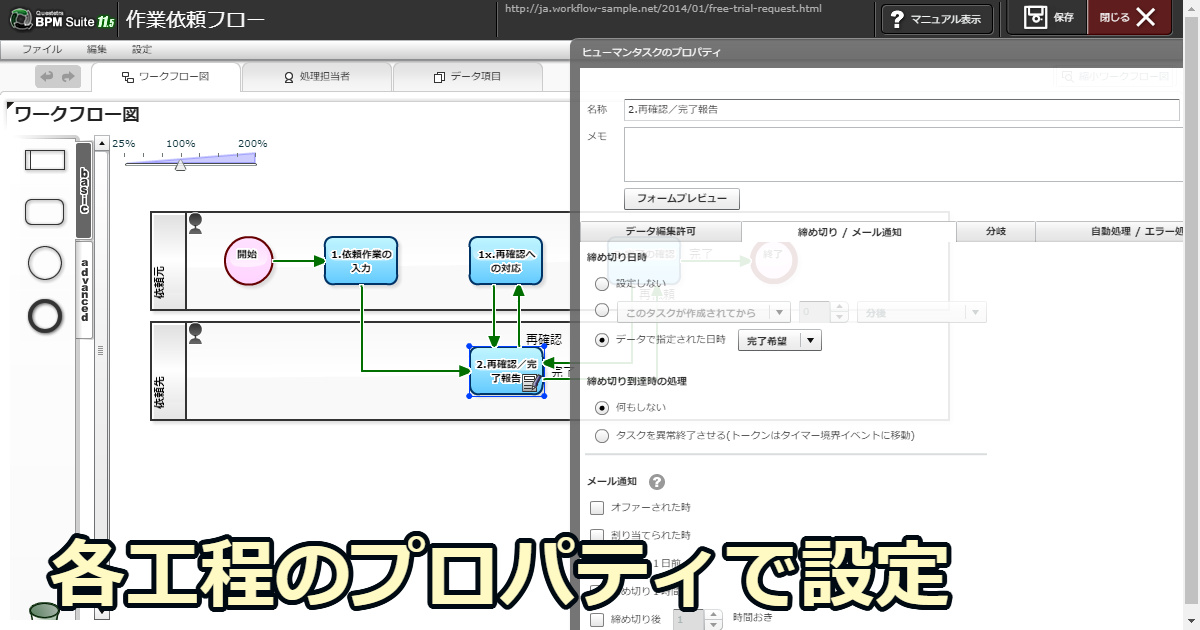 Questetra
BPM Suite 11.5
作業依頼フロー
http://ja.workflow-sample.net/2014/01/free-trial-request.html
? マニュアル表示
保存
閉じる
ファイル 編集 設定
ワークフロー図
処理担当者
データ項目
ワークフロー図
25% 100% 200%
basic
advanced
依頼元
開始
1.依頼作業の
入力
1x.再確認へ
の対応
依頼先
再確認
2.再確認／完
了報告
完了
ヒューマンタスクのプロパティ
縮小ワークフロー図
名称
2.再確認／完了報告
メモ
フォームプレビュー
データ編集許可
締め切り / メール通知
分岐
自動処理 / エラー処
完了
終了
締め切り日時
設定しない
このタスクが作成されてから
0
分後
データで指定された日時
完了希望
締め切り到達時の処理
何もしない
タスクを異常終了させる(トークンはタイマー境界イベントに移動)
メール通知 ?
オファーされた時
割り当てられた時
1日前
締め切り1時間
締め切り後
1
時間おき
各工程のプロパティで設定